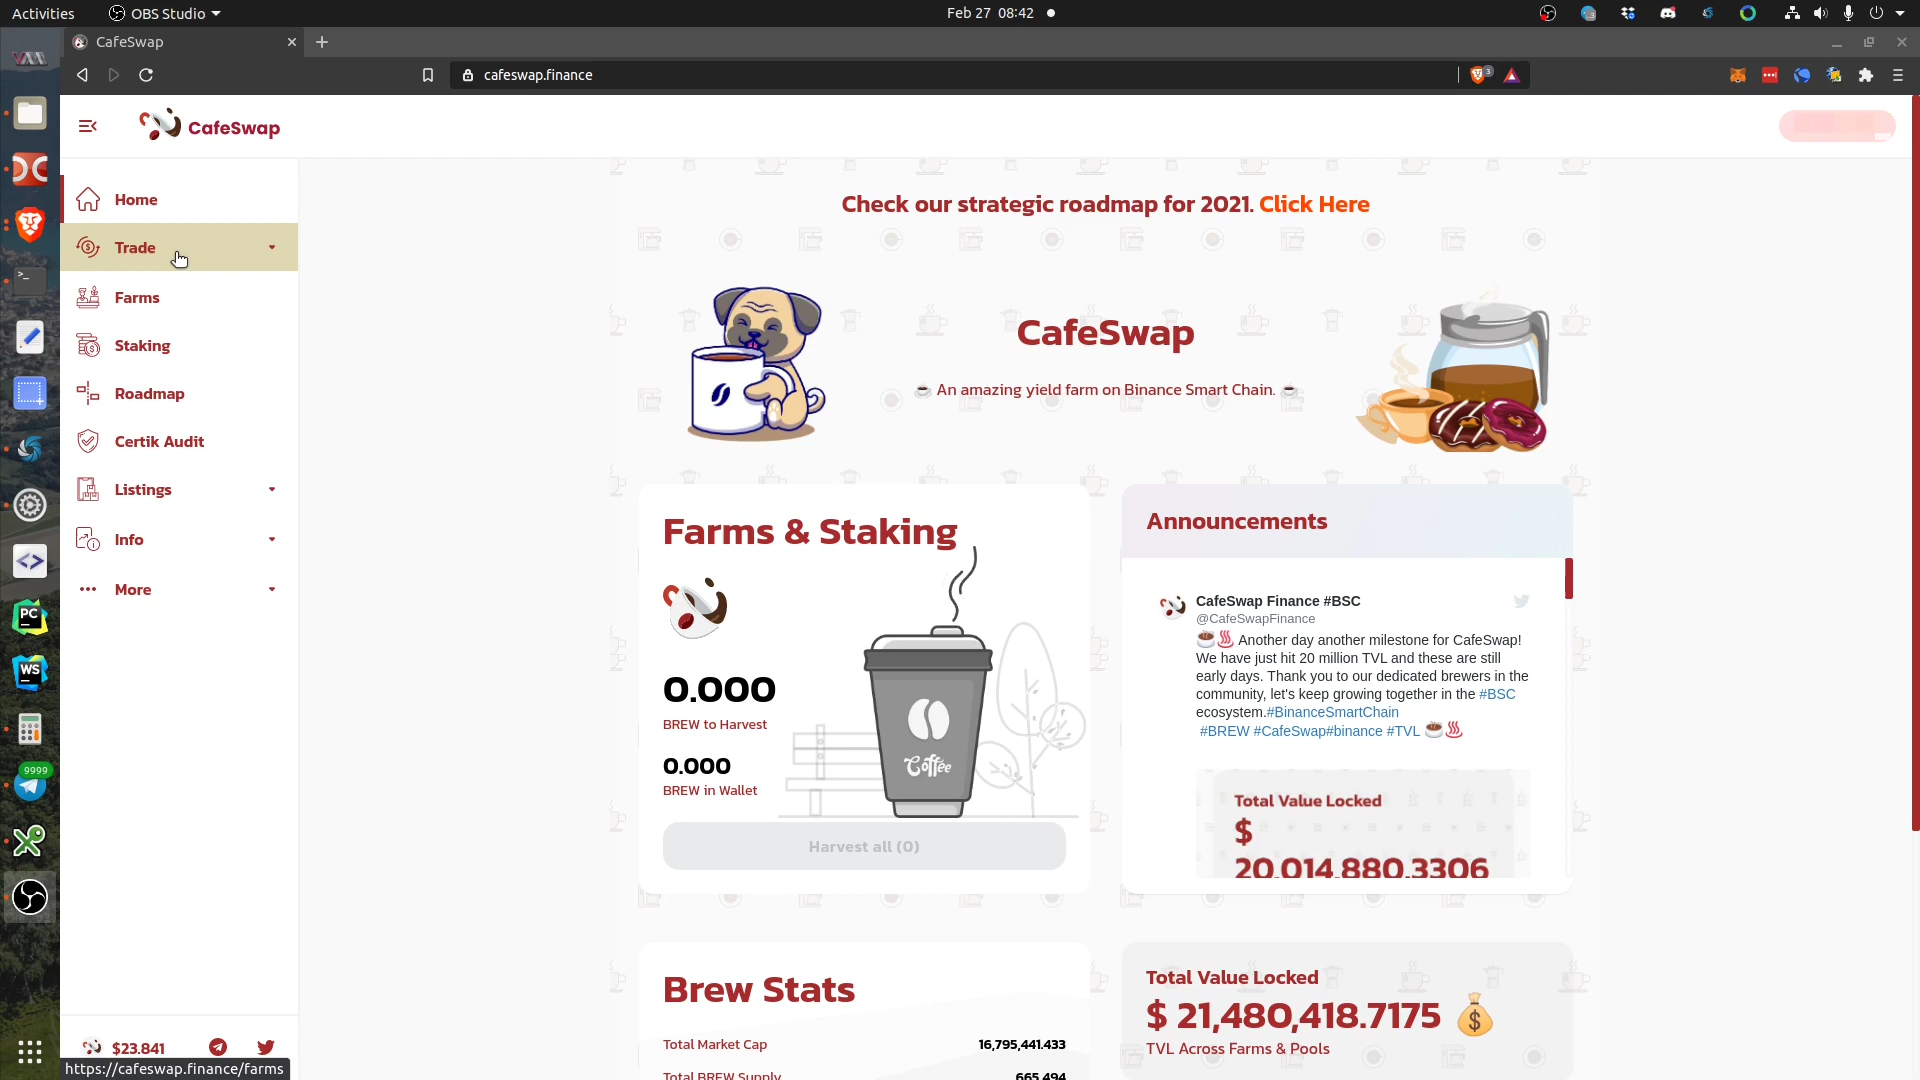 Activities
OBS Studio
Feb 27 08:42
CafeSwap
cafeswap.finance
3
CafeSwap
Home
Trade
Farms
Staking
Roadmap
Certik Audit
Listings
Info
More
$23.841
https://cafeswap.finance/farms
9999
PC
WS
Check our strategic roadmap for 2021. Click Here
CafeSwap
An amazing yield farm on Binance Smart Chain.
Farms & Staking
0.000
BREW to Harvest
0.000
BREW in Wallet
Coffee
Harvest all (0)
Announcements
CafeSwap Finance #BSC
@CafeSwapFinance
Another day another milestone for CafeSwap!
We have just hit 20 million TVL and these are still
early days. Thank you to our dedicated brewers in the
community, let's keep growing together in the #BSC
ecosystem.#BinanceSmartChain
#BREW #CafeSwap#binance #TVL
Total Value Locked
$
20,014,880.3306
Brew Stats
Total Market Cap 16,795,441.433
Total BREW Supply 665,494
Total Value Locked
$ 21,480,418.7175
TVL Across Farms & Pools